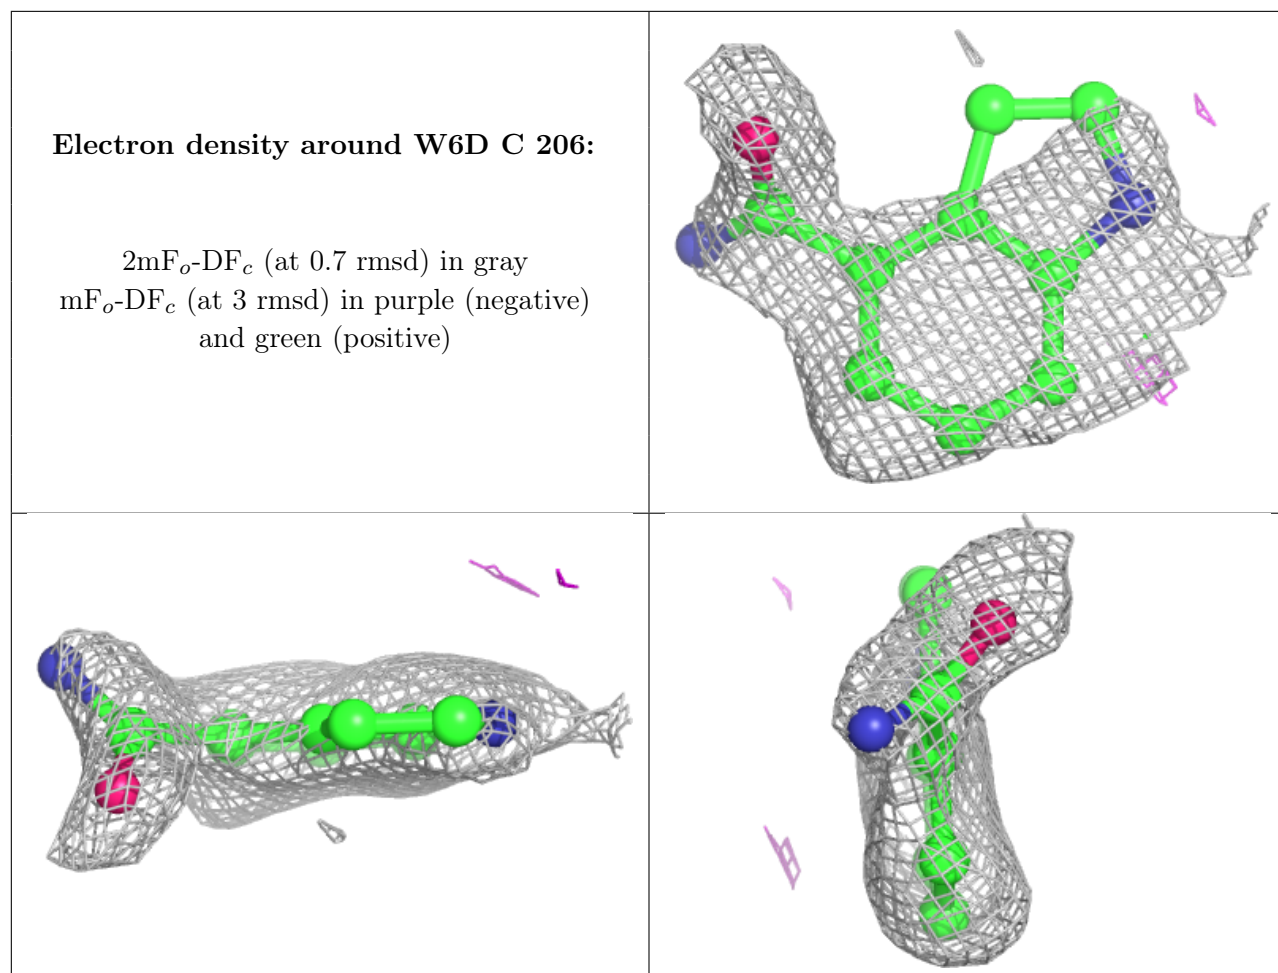 Electron density around W6D C 206:
2mFₒ-DF𝒸 (at 0.7 rmsd) in gray
mFₒ-DF𝒸 (at 3 rmsd) in purple (negative)
and green (positive)